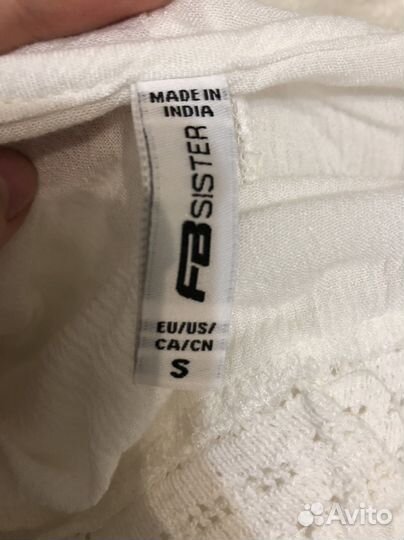 MADE IN
INDIA
FB SISTER
EU/US/
CA/CN
S
Avito